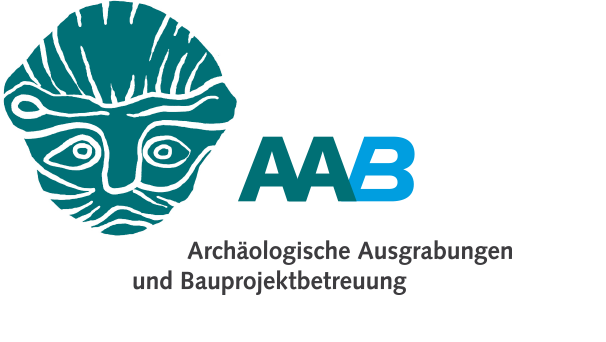 AAB
Archäologische Ausgrabungen
und Bauprojektbetreuung